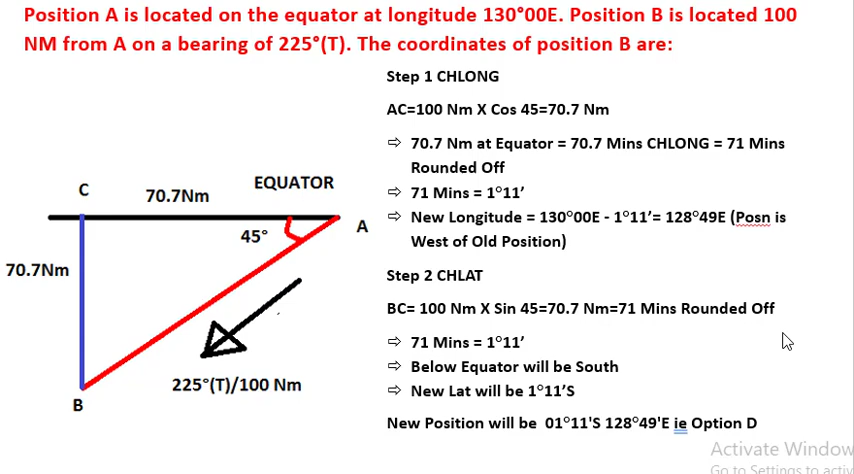 Position A is located on the equator at longitude 130°00E. Position B is located 100
NM from A on a bearing of 225°(T). The coordinates of position B are:
Step 1 CHLONG
AC=100 Nm X Cos 45=70.7 Nm
⇨ 70.7 Nm at Equator = 70.7 Mins CHLONG = 71 Mins
Rounded Off
⇨ 71 Mins = 1°11’
⇨ New Longitude = 130°00E - 1°11’= 128°49E (Posn is
West of Old Position)
C
70.7Nm
EQUATOR
A
45°
70.7Nm
225°(T)/100 Nm
B
Step 2 CHLAT
BC= 100 Nm X Sin 45=70.7 Nm=71 Mins Rounded Off
⇨ 71 Mins = 1°11’
⇨ Below Equator will be South
⇨ New Lat will be 1°11’S
New Position will be 01°11'S 128°49'E ie Option D
Activate Window
Go to Settings to activ